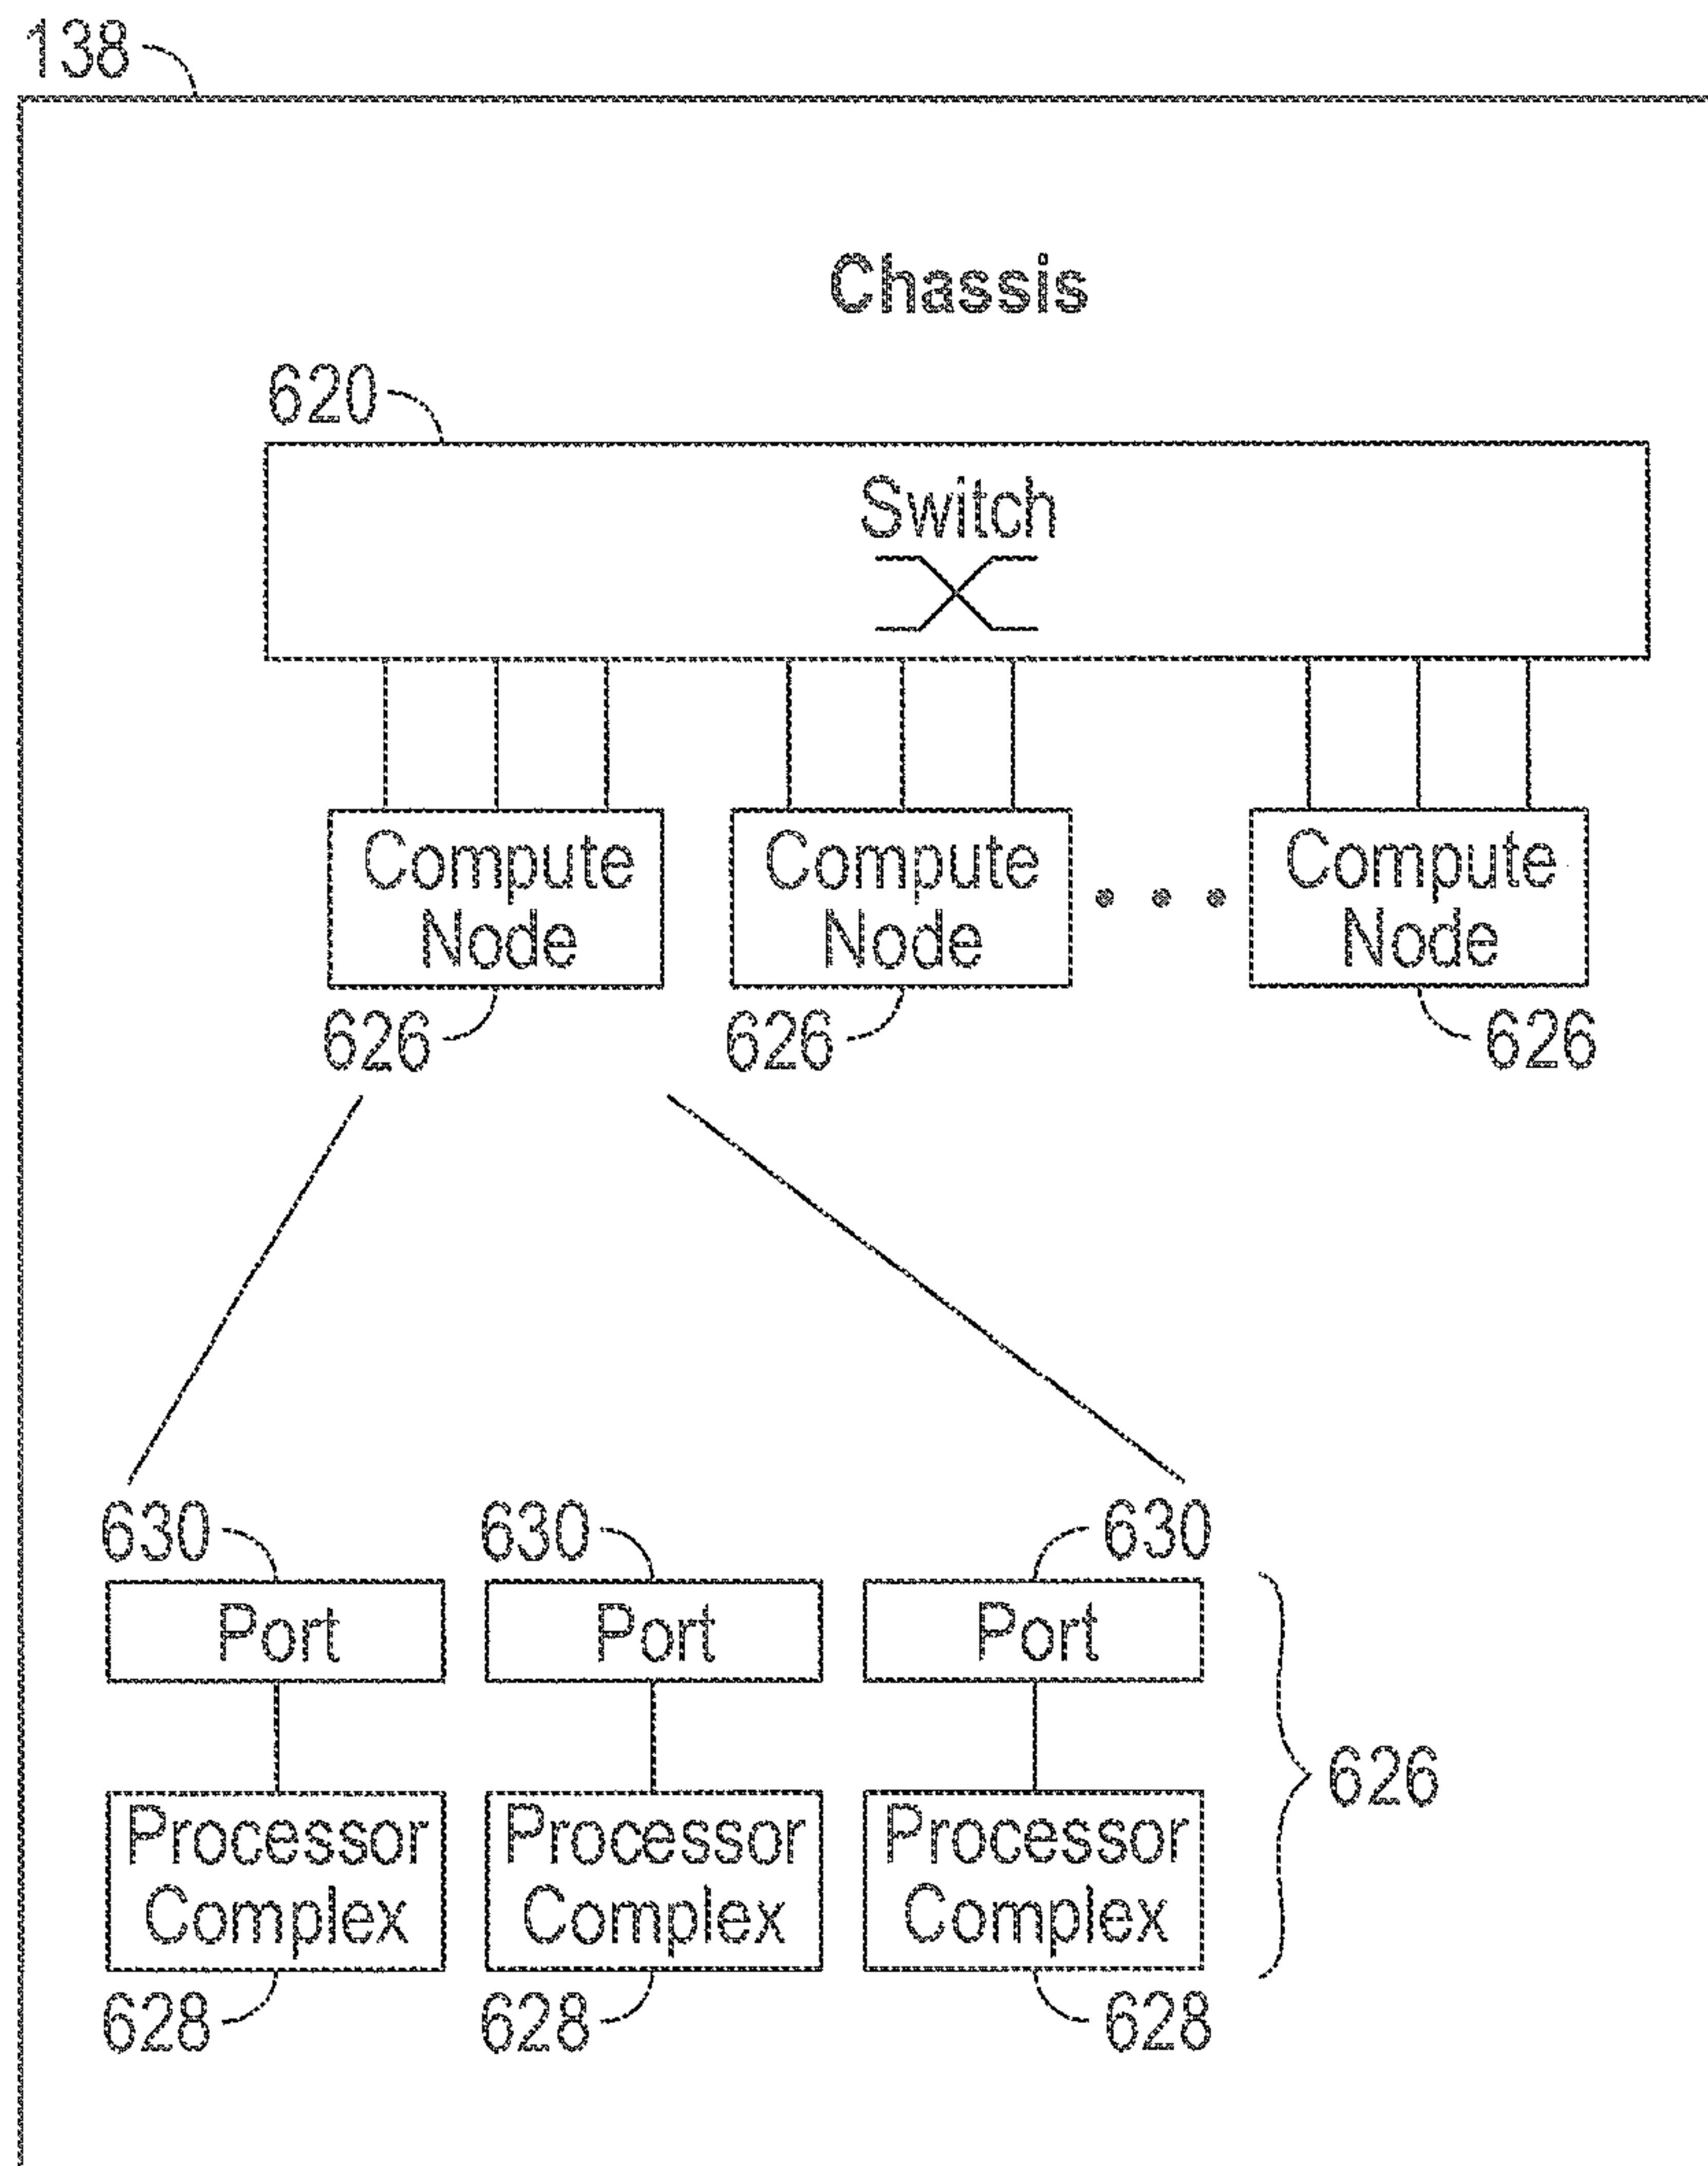 138
Chassis
620
Switch
Compute
Node
Compute
Node
Compute
Node
626
626
626
630
630
630
Port
Port
Port
626
Processor
Complex
Processor
Complex
Processor
Complex
628
628
628